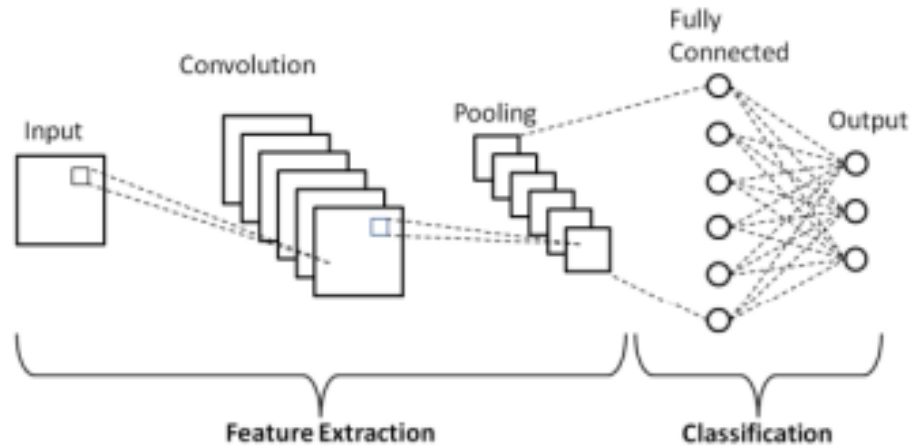 Fully
Connected
Convolution
Pooling
Input
Output
Feature Extraction
Classification